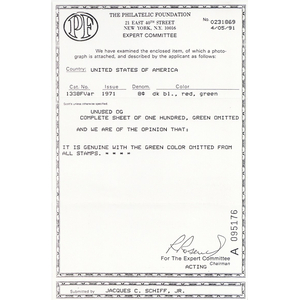 THE PHILATELIC FOUNDATION
21 EAST 40TH STREET
NEW YORK, N.Y. 10016
EXPERT COMMITTEE
No. 0231869
4/05/91
PF
We have examined the enclosed item, of which a photo-
graph is attached, and described by the applicant as follows:
Country: UNITED STATES OF AMERICA
Cat. No. Issue Denom. Color
1338FVar 1971 8¢ dk bl., red, green
UNUSED OG
COMPLETE SHEET OF ONE HUNDRED, GREEN OMITTED
AND WE ARE OF THE OPINION THAT:
IT IS GENUINE WITH THE GREEN COLOR OMITTED FROM
ALL STAMPS. * * * *
A 095176
For The Expert Committee
Chairman
ACTING
Submitted by JACQUES C. SCHIFF, JR.